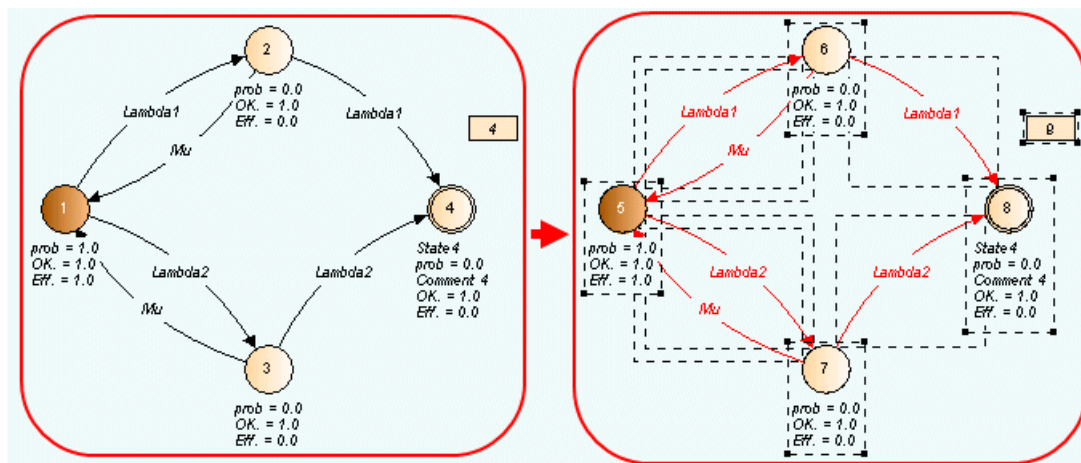 2
prob = 0.0
OK. = 1.0
Eff. = 0.0
Lambda1
Lambda1
Mu
4
1
prob = 1.0
OK. = 1.0
Eff. = 1.0
4
State4
prob = 0.0
Comment 4
OK. = 1.0
Eff. = 0.0
Lambda2
Lambda2
Mu
3
prob = 0.0
OK. = 1.0
Eff. = 0.0
6
prob = 0.0
OK. = 1.0
Eff. = 0.0
Lambda1
Lambda1
Mu
5
prob = 1.0
OK. = 1.0
Eff. = 1.0
8
State4
prob = 0.0
Comment 4
OK. = 1.0
Eff. = 0.0
Lambda2
Lambda2
Mu
7
prob = 0.0
OK. = 1.0
Eff. = 0.0